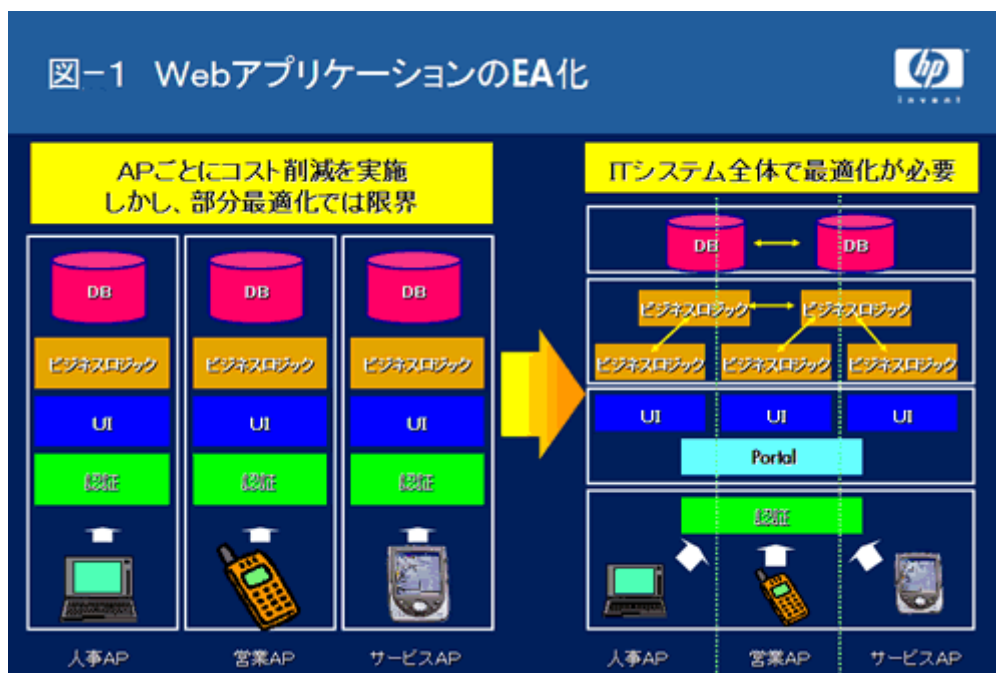 図-1 WebアプリケーションのEA化
hp
invent
APごとにコスト削減を実施
しかし、部分最適化では限界
DB
DB
DB
ビジネスロジック
ビジネスロジック
ビジネスロジック
UI
UI
UI
認証
認証
認証
人事AP
営業AP
サービスAP
ITシステム全体で最適化が必要
DB
DB
ビジネスロジック
ビジネスロジック
ビジネスロジック
ビジネスロジック
ビジネスロジック
UI
UI
UI
Portal
認証
人事AP
営業AP
サービスAP